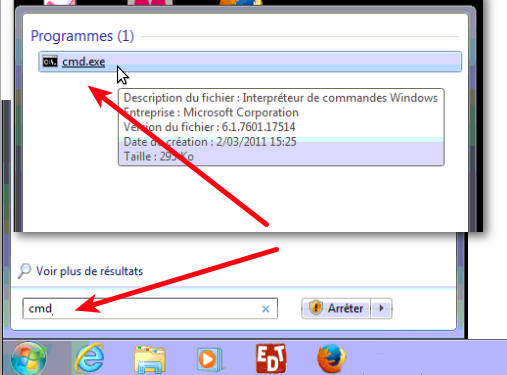 Programmes (1)
cmd.exe
Description du fichier : Interpréteur de commandes Windows
Entreprise : Microsoft Corporation
Version du fichier : 6.1.7601.17514
Date de création : 2/03/2011 15:25
Taille : 295 Ko
Voir plus de résultats
cmd
Arrêter
EDT